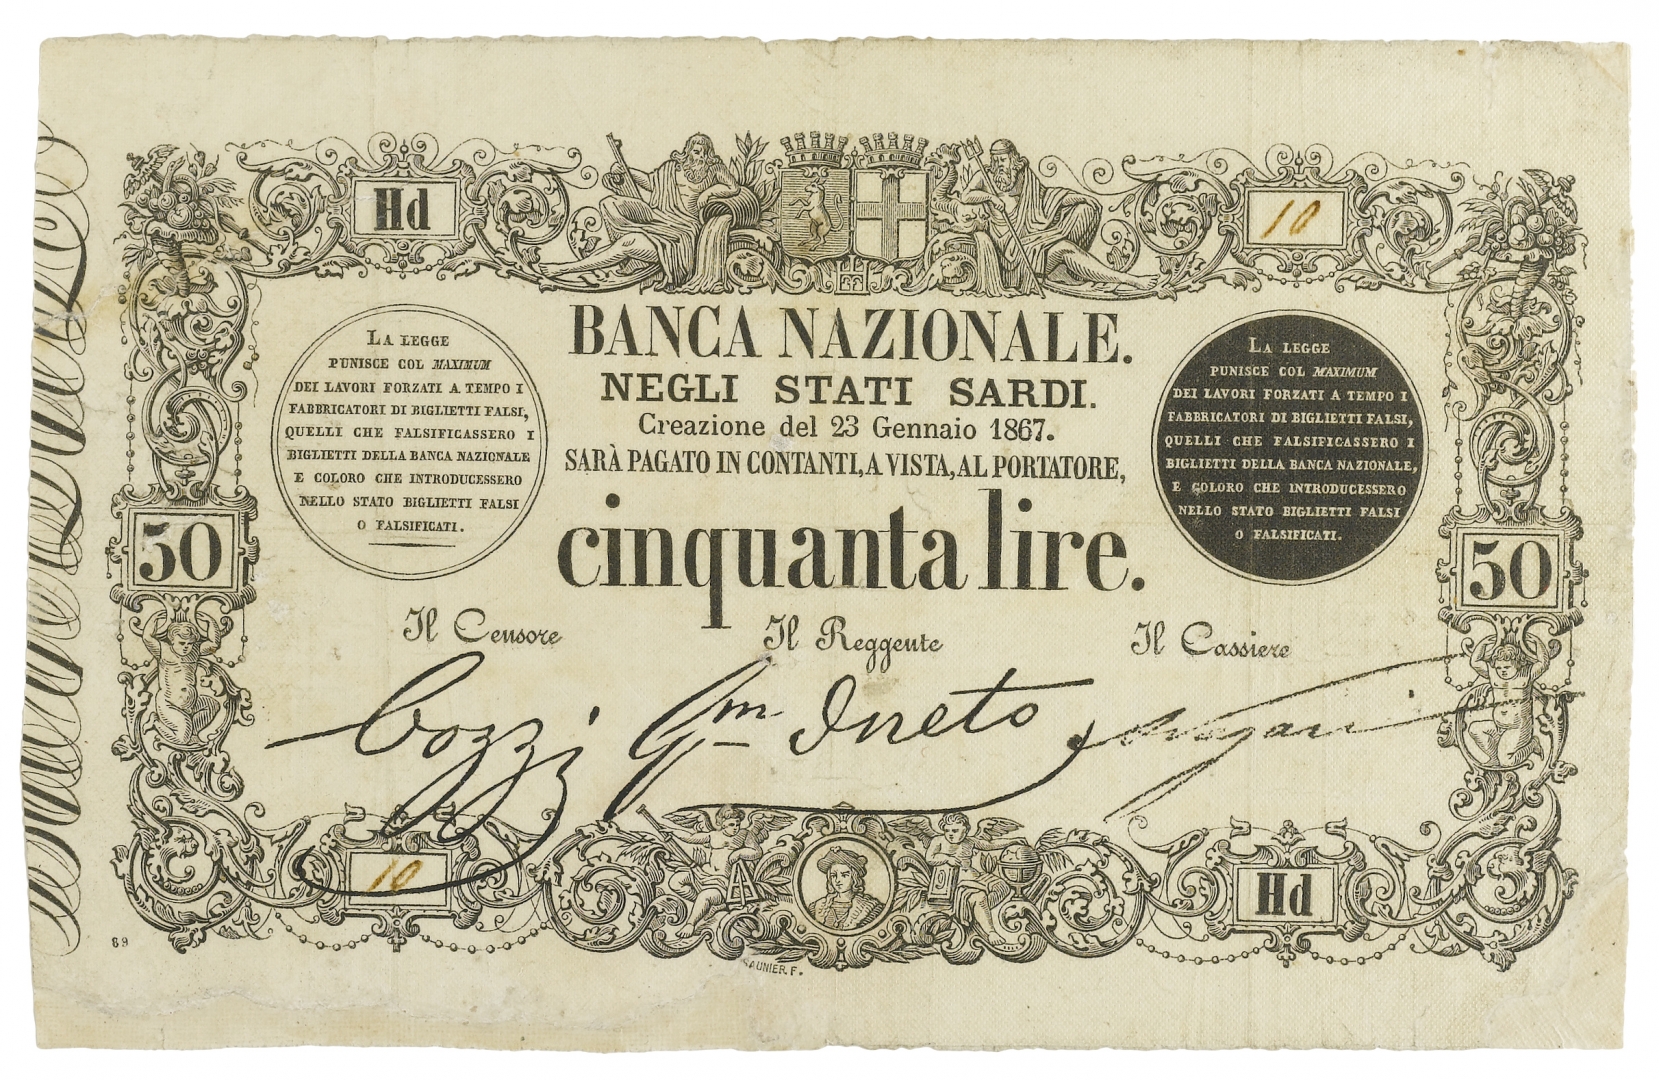 Hd
10
BANCA NAZIONALE.
NEGLI STATI SARDI.
Creazione del 23 Gennaio 1867.
SARÀ PAGATO IN CONTANTI, A VISTA, AL PORTATORE,
cinquanta lire.
LA LEGGE
PUNISCE COL MAXIMUM
DEI LAVORI FORZATI A TEMPO I
FABBRICATORI DI BIGLIETTI FALSI,
QUELLI CHE FALSIFICASSERO I
BIGLIETTI DELLA BANCA NAZIONALE
E COLORO CHE INTRODUCESSERO
NELLO STATO BIGLIETTI FALSI
O FALSIFICATI.
LA LEGGE
PUNISCE COL MAXIMUM
DEI LAVORI FORZATI A TEMPO I
FABBRICATORI DI BIGLIETTI FALSI,
QUELLI CHE FALSIFICASSERO I
BIGLIETTI DELLA BANCA NAZIONALE,
E COLORO CHE INTRODUCESSERO
NELLO STATO BIGLIETTI FALSI
O FALSIFICATI.
50
50
Il Censore
Il Reggente
Il Cassiere
Cozzi
Gm
10
Hd
89